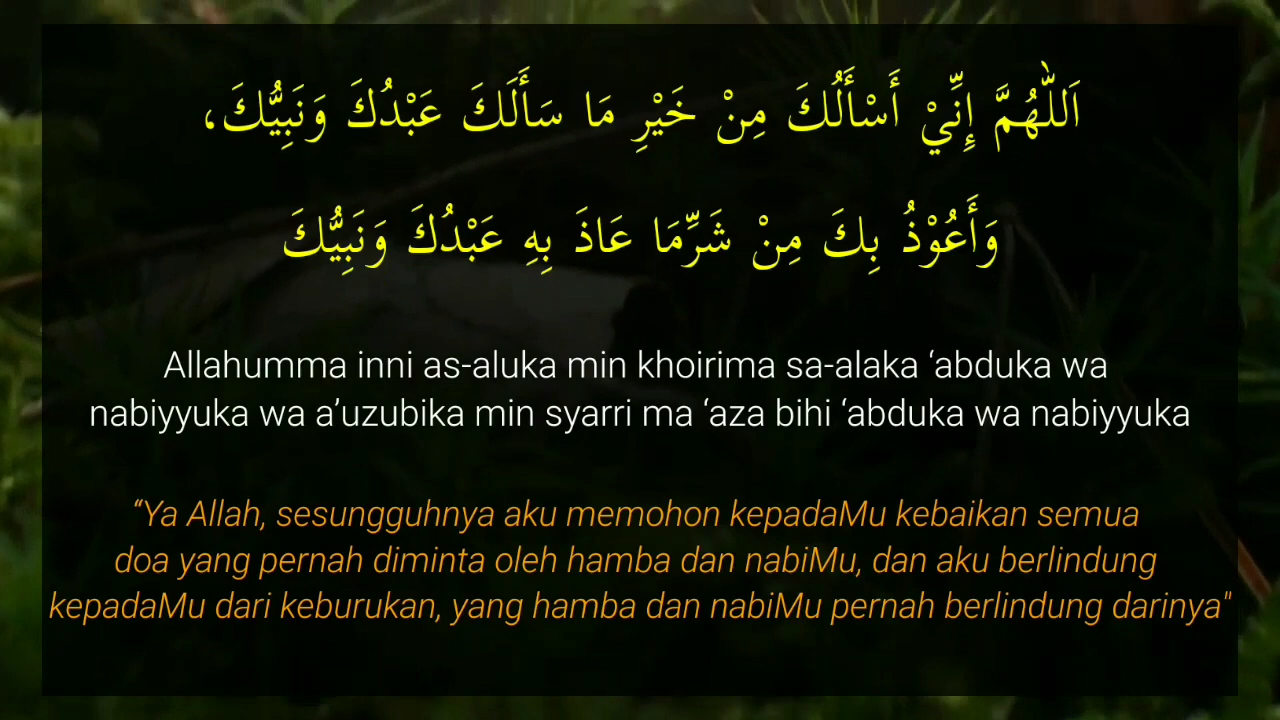 اَللّٰهُمَّ إِنِّيْ أَسْأَلُكَ مِنْ خَيْرِ مَا سَأَلَكَ عَبْدُكَ وَنَبِيُّكَ،
وَأَعُوْذُ بِكَ مِنْ شَرِّمَا عَاذَ بِهِ عَبْدُكَ وَنَبِيُّكَ
Allahumma inni as-aluka min khoirima sa-alaka ‘abduka wa
nabiyyuka wa a’uzubika min syarri ma ‘aza bihi ‘abduka wa nabiyyuka
“Ya Allah, sesungguhnya aku memohon kepadaMu kebaikan semua
doa yang pernah diminta oleh hamba dan nabiMu, dan aku berlindung
kepadaMu dari keburukan, yang hamba dan nabiMu pernah berlindung darinya"